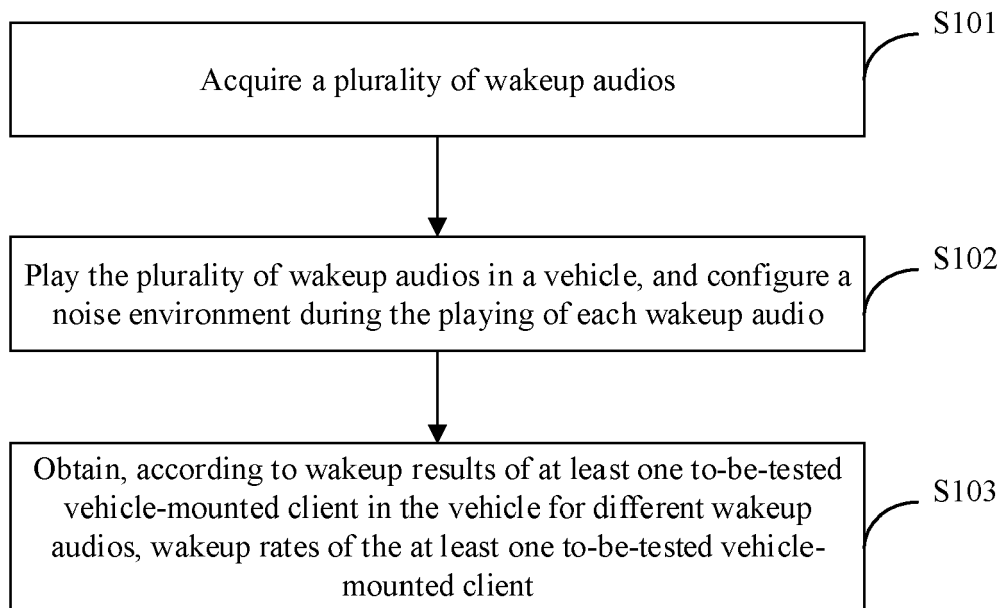 S101
Acquire a plurality of wakeup audios
S102
Play the plurality of wakeup audios in a vehicle, and configure a
noise environment during the playing of each wakeup audio
S103
Obtain, according to wakeup results of at least one to-be-tested
vehicle-mounted client in the vehicle for different wakeup
audios, wakeup rates of the at least one to-be-tested vehicle-
mounted client